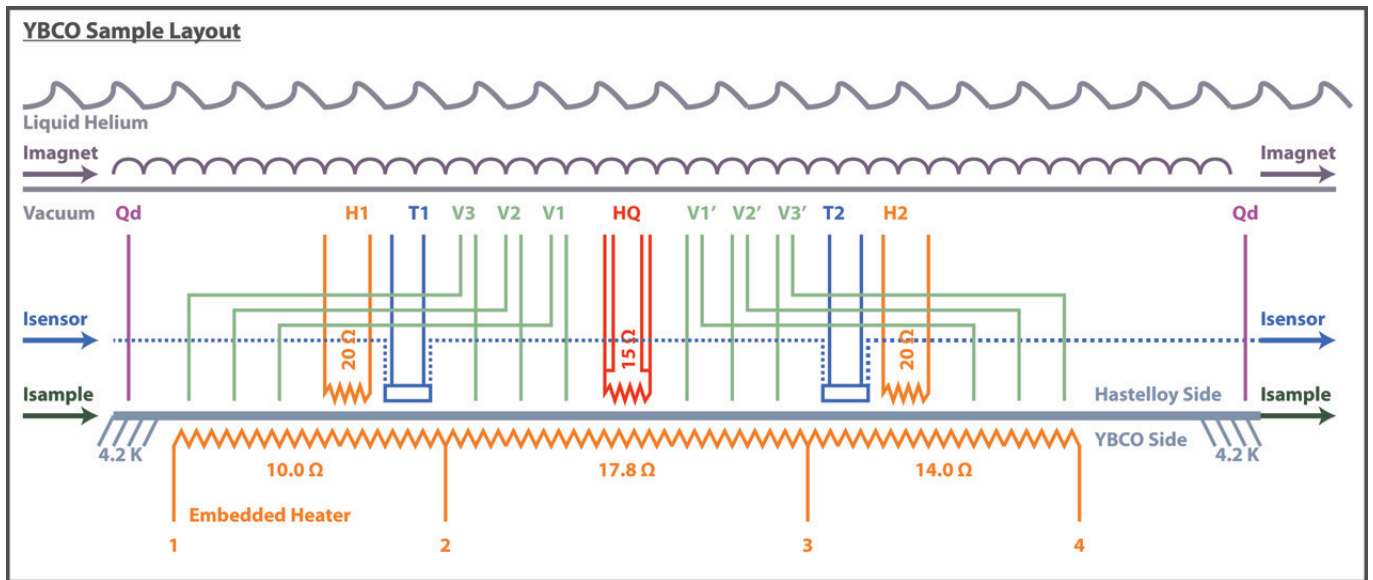 YBCO Sample Layout
Liquid Helium
Imagnet Imagnet
Vacuum Qd H1 T1 V3 V2 V1 HQ V1’ V2’ V3’ T2 H2 Qd
Isensor Isensor
20 Ω 15 Ω 20 Ω
Isample Hastelloy Side Isample
4.2 K YBCO Side 4.2 K
10.0 Ω 17.8 Ω 14.0 Ω
Embedded Heater
1 2 3 4